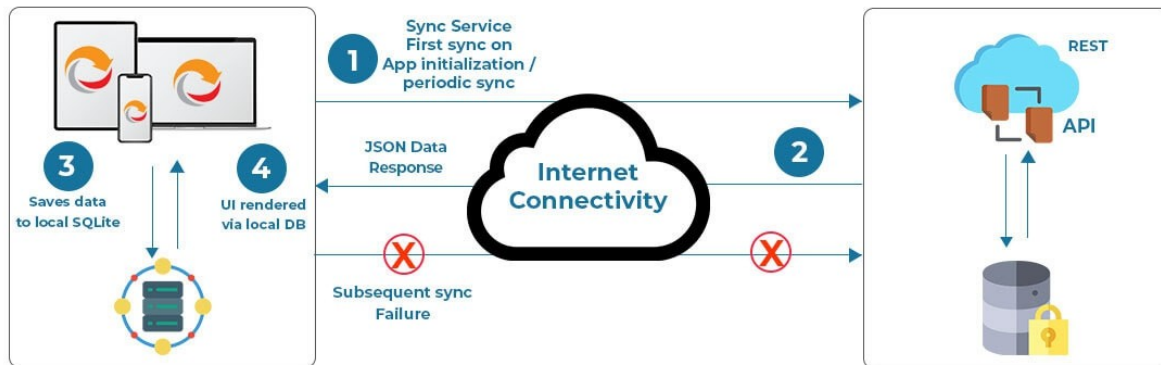 1
Sync Service
First sync on
App initialization /
periodic sync
REST
API
3
Saves data
to local SQLite
4
UI rendered
via local DB
JSON Data
Response
Internet
Connectivity
2
X
X
Subsequent sync
Failure